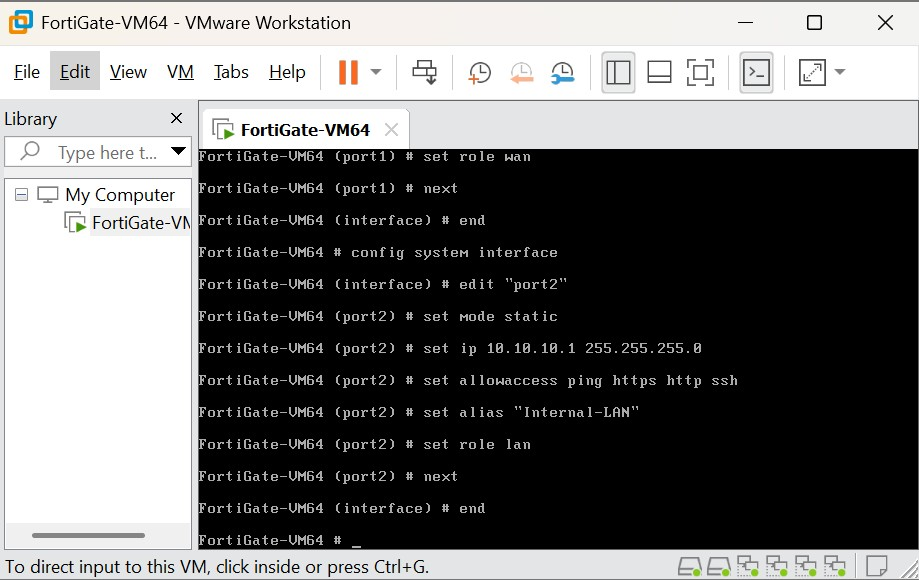 FortiGate-VM64 - VMware Workstation
File Edit View VM Tabs Help
Library
Type here t...
My Computer
FortiGate-VM
FortiGate-VM64
FortiGate-VM64 (port1) # set role wan
FortiGate-VM64 (port1) # next
FortiGate-VM64 (interface) # end
FortiGate-VM64 # config system interface
FortiGate-VM64 (interface) # edit "port2"
FortiGate-VM64 (port2) # set mode static
FortiGate-VM64 (port2) # set ip 10.10.10.1 255.255.255.0
FortiGate-VM64 (port2) # set allowaccess ping https http ssh
FortiGate-VM64 (port2) # set alias "Internal-LAN"
FortiGate-VM64 (port2) # set role lan
FortiGate-VM64 (port2) # next
FortiGate-VM64 (interface) # end
FortiGate-VM64 # _
To direct input to this VM, click inside or press Ctrl+G.